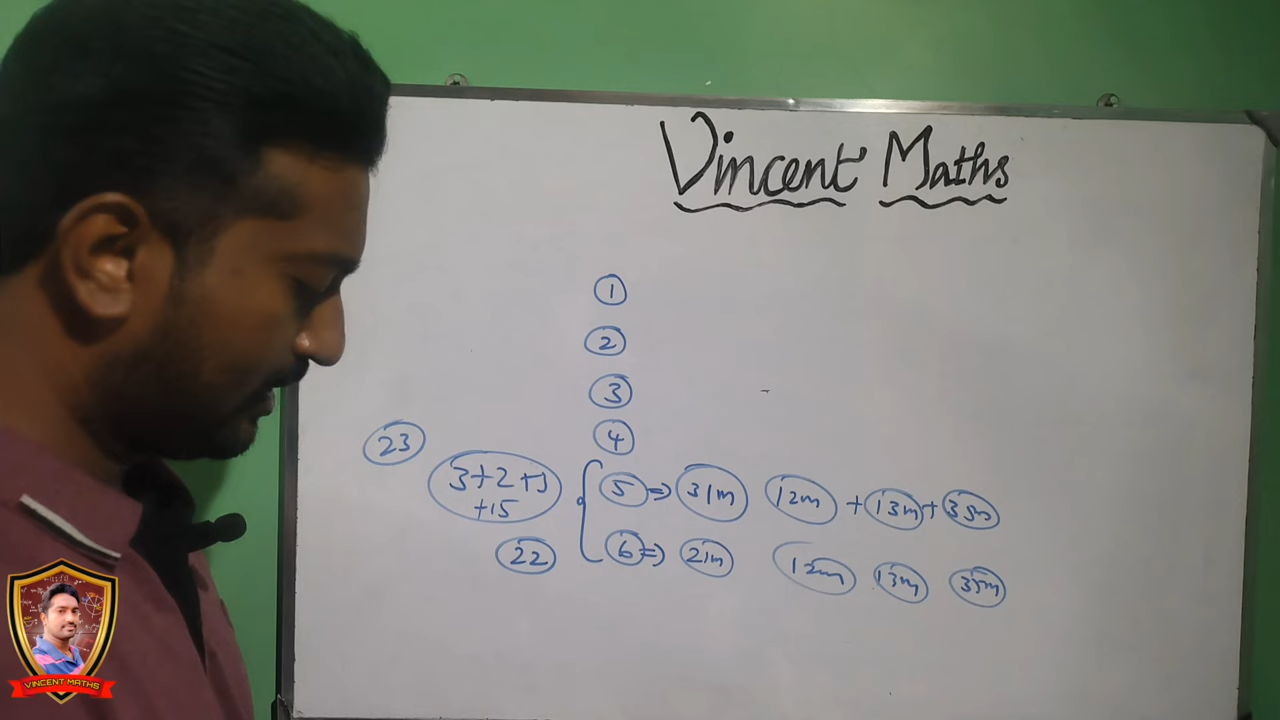 Vincent Maths
1
2
3
4
23
3+2+1
+15
5 => 31m 12m + 13m + 35m
22
6 => 21m 12m 13m 35m
VINCENT MATHS